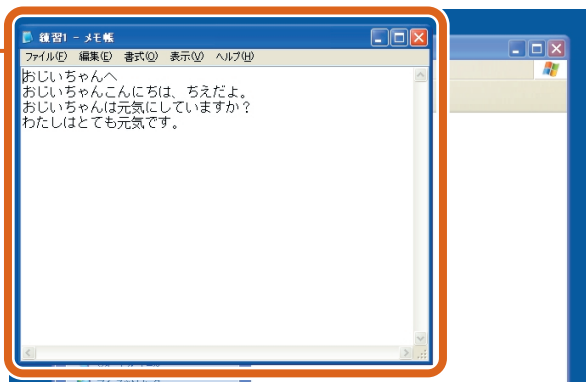 練習1 - メモ帳
ファイル(F) 編集(E) 書式(O) 表示(V) ヘルプ(H)
おじいちゃんへ
おじいちゃんこんにちは、ちえだよ。
おじいちゃんは元気にしていますか？
わたしはとても元気です。